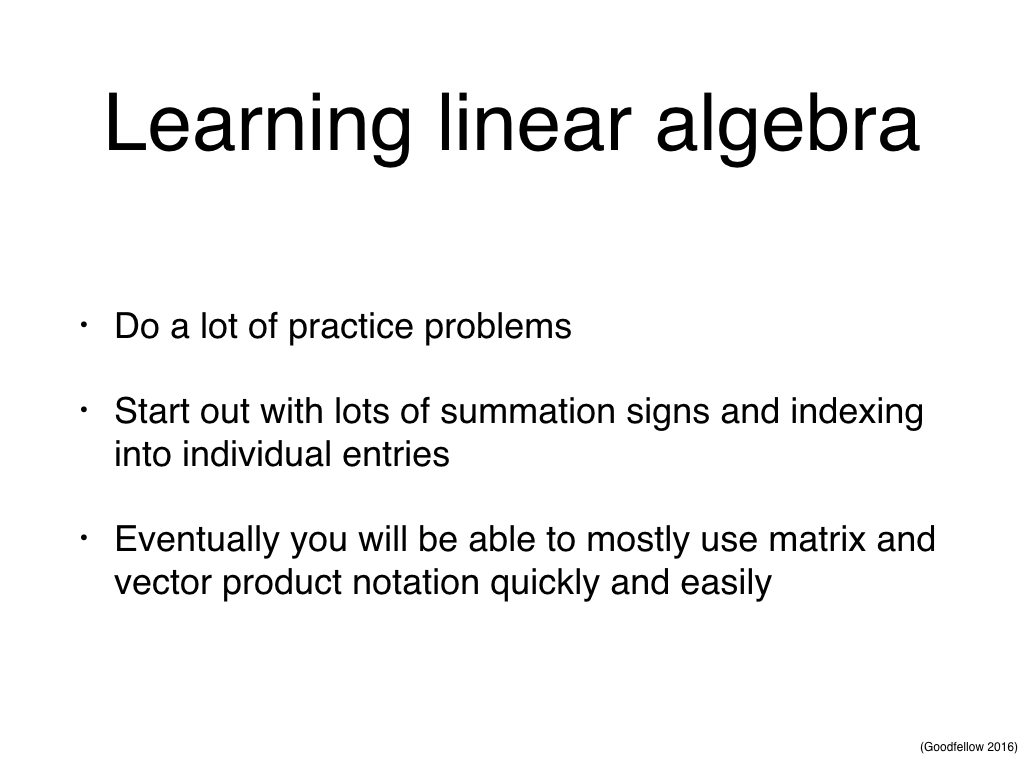 Learning linear algebra
• Do a lot of practice problems
• Start out with lots of summation signs and indexing
into individual entries
• Eventually you will be able to mostly use matrix and
vector product notation quickly and easily
(Goodfellow 2016)